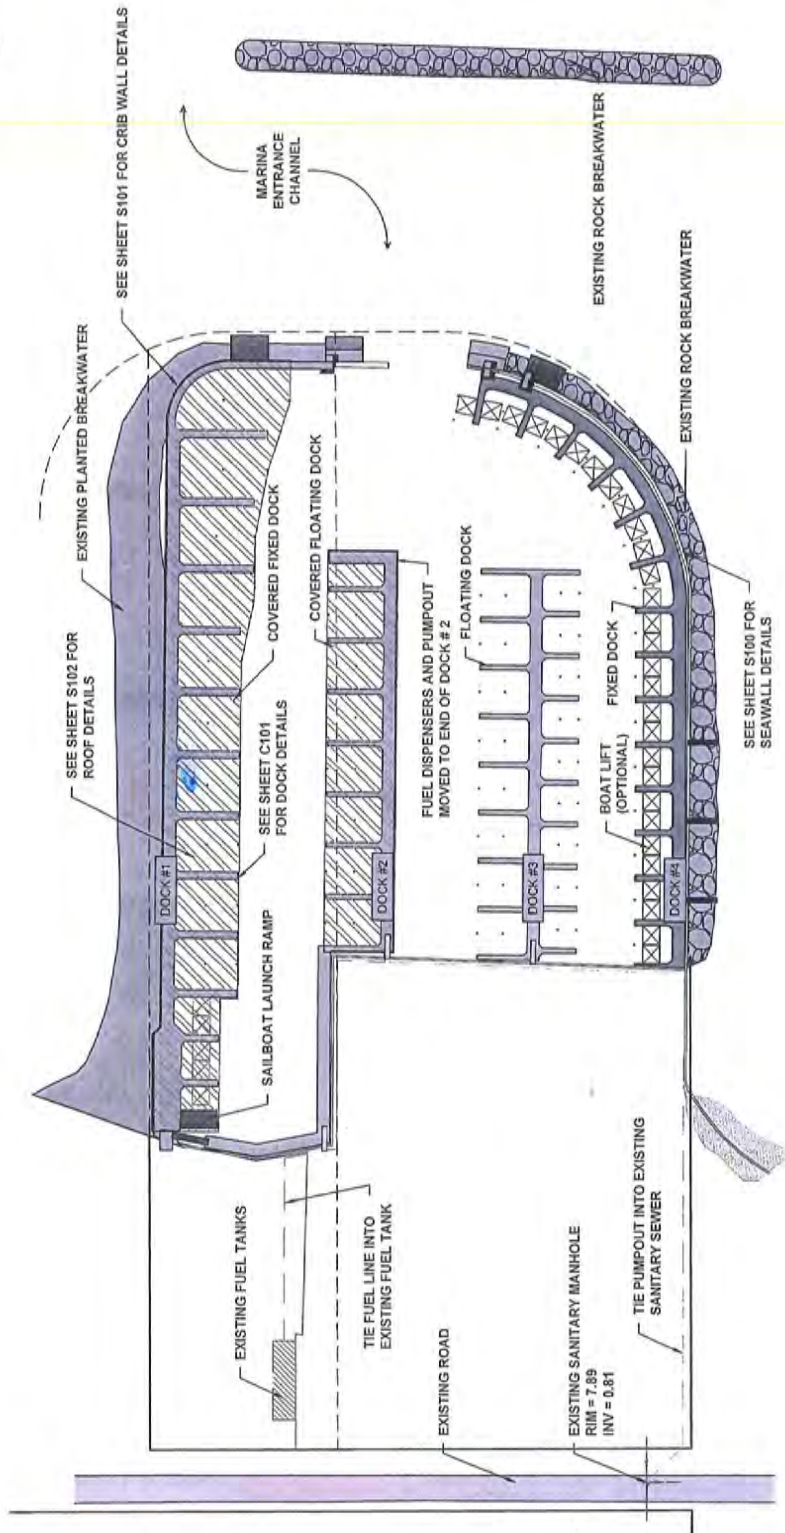 SEE SHEET S101 FOR CRIB WALL DETAILS
EXISTING PLANTED BREAKWATER
SEE SHEET S102 FOR
ROOF DETAILS
MARINA
ENTRANCE
CHANNEL
EXISTING ROCK BREAKWATER
COVERED FIXED DOCK
COVERED FLOATING DOCK
SEE SHEET C101
FOR DOCK DETAILS
DOCK #1
SAILBOAT LAUNCH RAMP
DOCK #2
FUEL DISPENSERS AND PUMPOUT
MOVED TO END OF DOCK # 2
FLOATING DOCK
DOCK #3
FIXED DOCK
BOAT LIFT
(OPTIONAL)
DOCK #4
EXISTING ROCK BREAKWATER
SEE SHEET S100 FOR
SEAWALL DETAILS
EXISTING FUEL TANKS
TIE FUEL LINE INTO
EXISTING FUEL TANK
EXISTING ROAD
EXISTING SANITARY MANHOLE
RIM = 7.89
INV = 0.81
TIE PUMPOUT INTO EXISTING
SANITARY SEWER